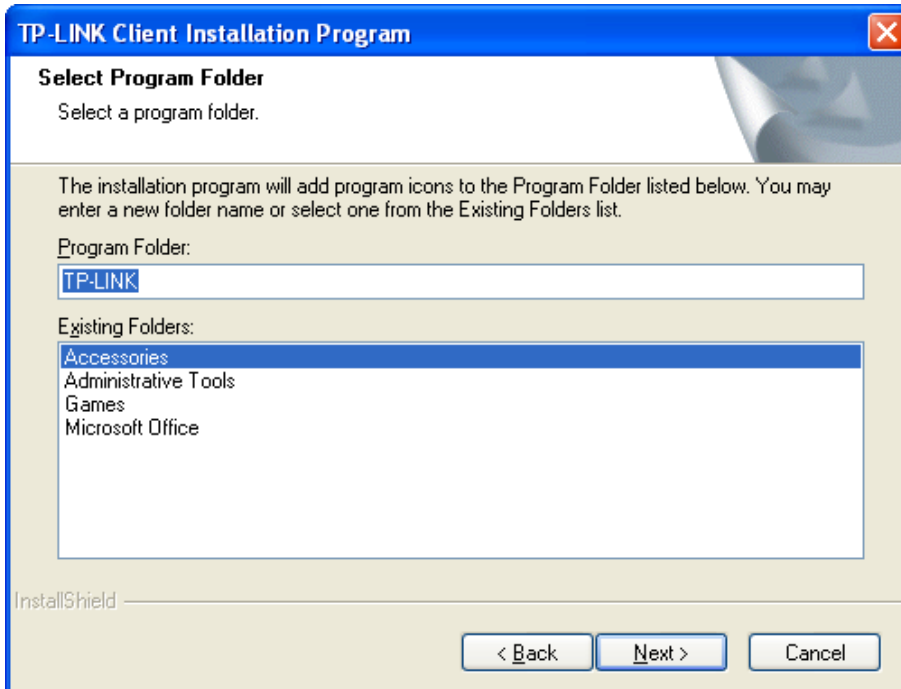 TP-LINK Client Installation Program
Select Program Folder
Select a program folder.
The installation program will add program icons to the Program Folder listed below. You may
enter a new folder name or select one from the Existing Folders list.
Program Folder:
TP-LINK
Existing Folders:
Accessories
Administrative Tools
Games
Microsoft Office
InstallShield
< Back
Next >
Cancel